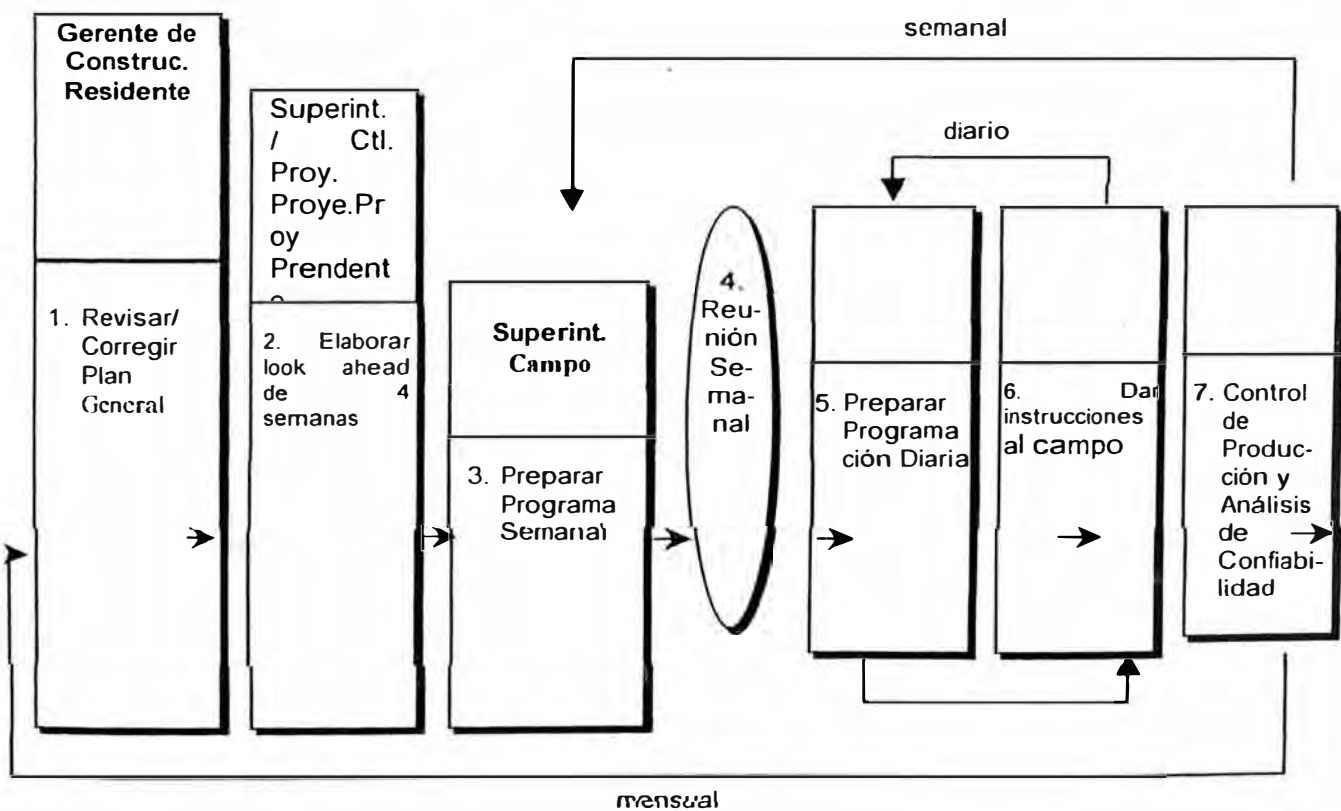 Gerente de
Construc.
Residente
1. Revisar/
Corregir
Plan
General
Superint.
/ Ctl.
Proy.
Proye.Pr
oy
Prendent
2. Elaborar
look ahead
de 4
semanas
Superint.
Campo
3. Preparar
Programa
Semanal
4.
Reu-
nión
Se-
ma-
nal
5. Preparar
Programa
ción Diaria
6. Dar
instrucciones
al campo
7. Control
de
Produc-
ción y
Análisis
de
Confiabi-
lidad
semanal
diario
mensual